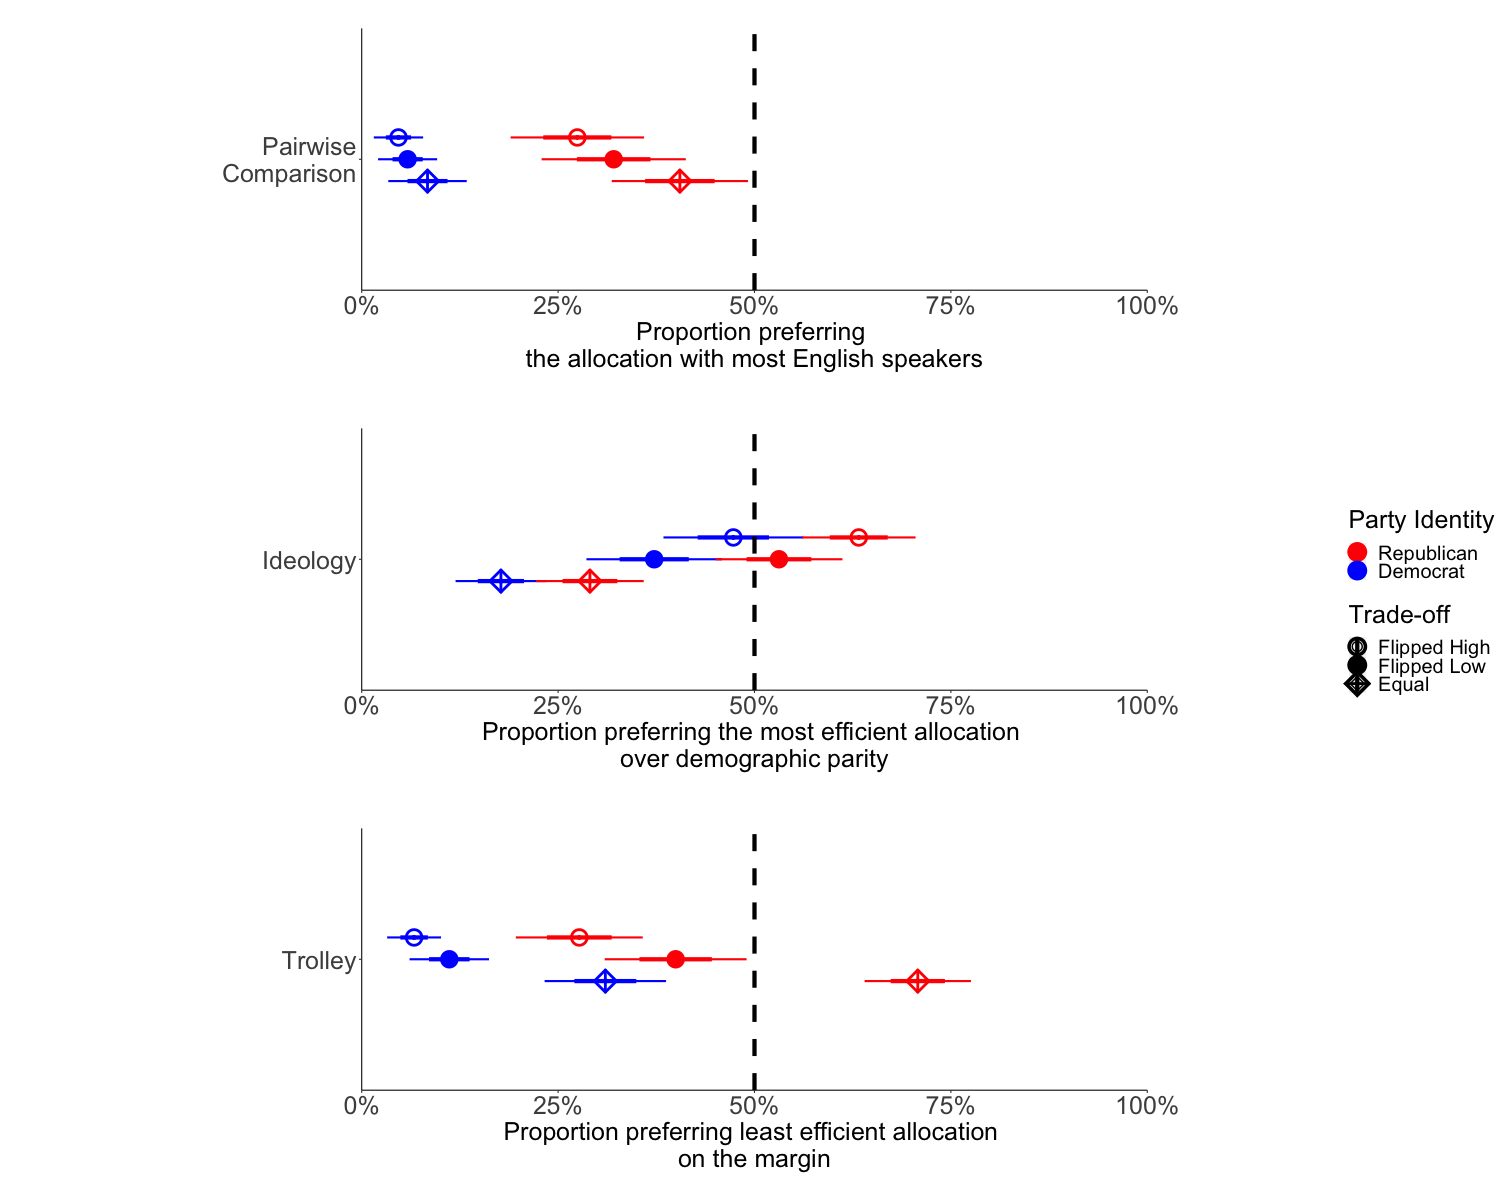 Pairwise
Comparison
0% 25% 50% 75% 100%
Proportion preferring
the allocation with most English speakers
Ideology
0% 25% 50% 75% 100%
Proportion preferring the most efficient allocation
over demographic parity
Trolley
0% 25% 50% 75% 100%
Proportion preferring least efficient allocation
on the margin
Party Identity
Republican
Democrat
Trade-off
Flipped High
Flipped Low
Equal